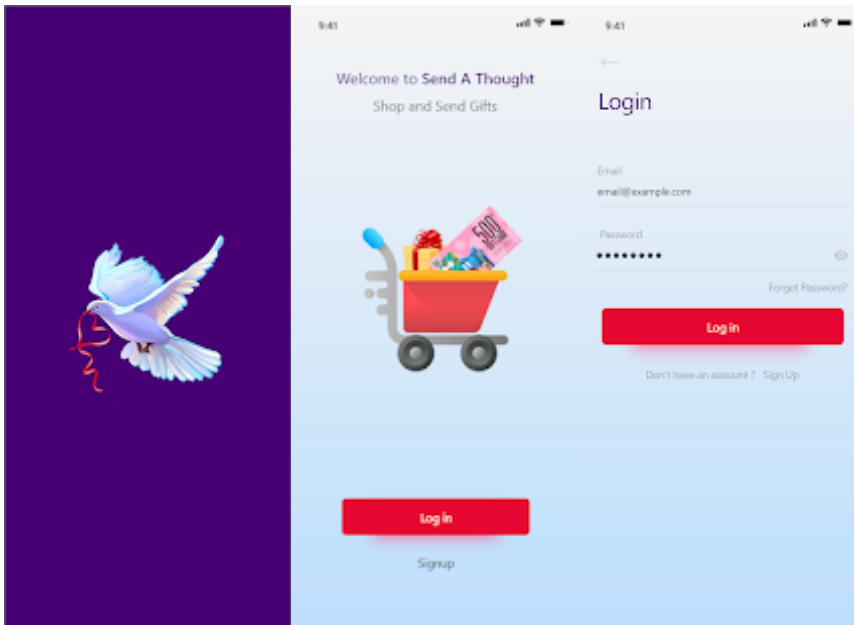 9:41
Welcome to Send A Thought
Shop and Send Gifts
500
Log in
Signup
9:41
Login
Email
email@example.com
Password
Forget Password?
Log in
Don't have an account ? Sign Up